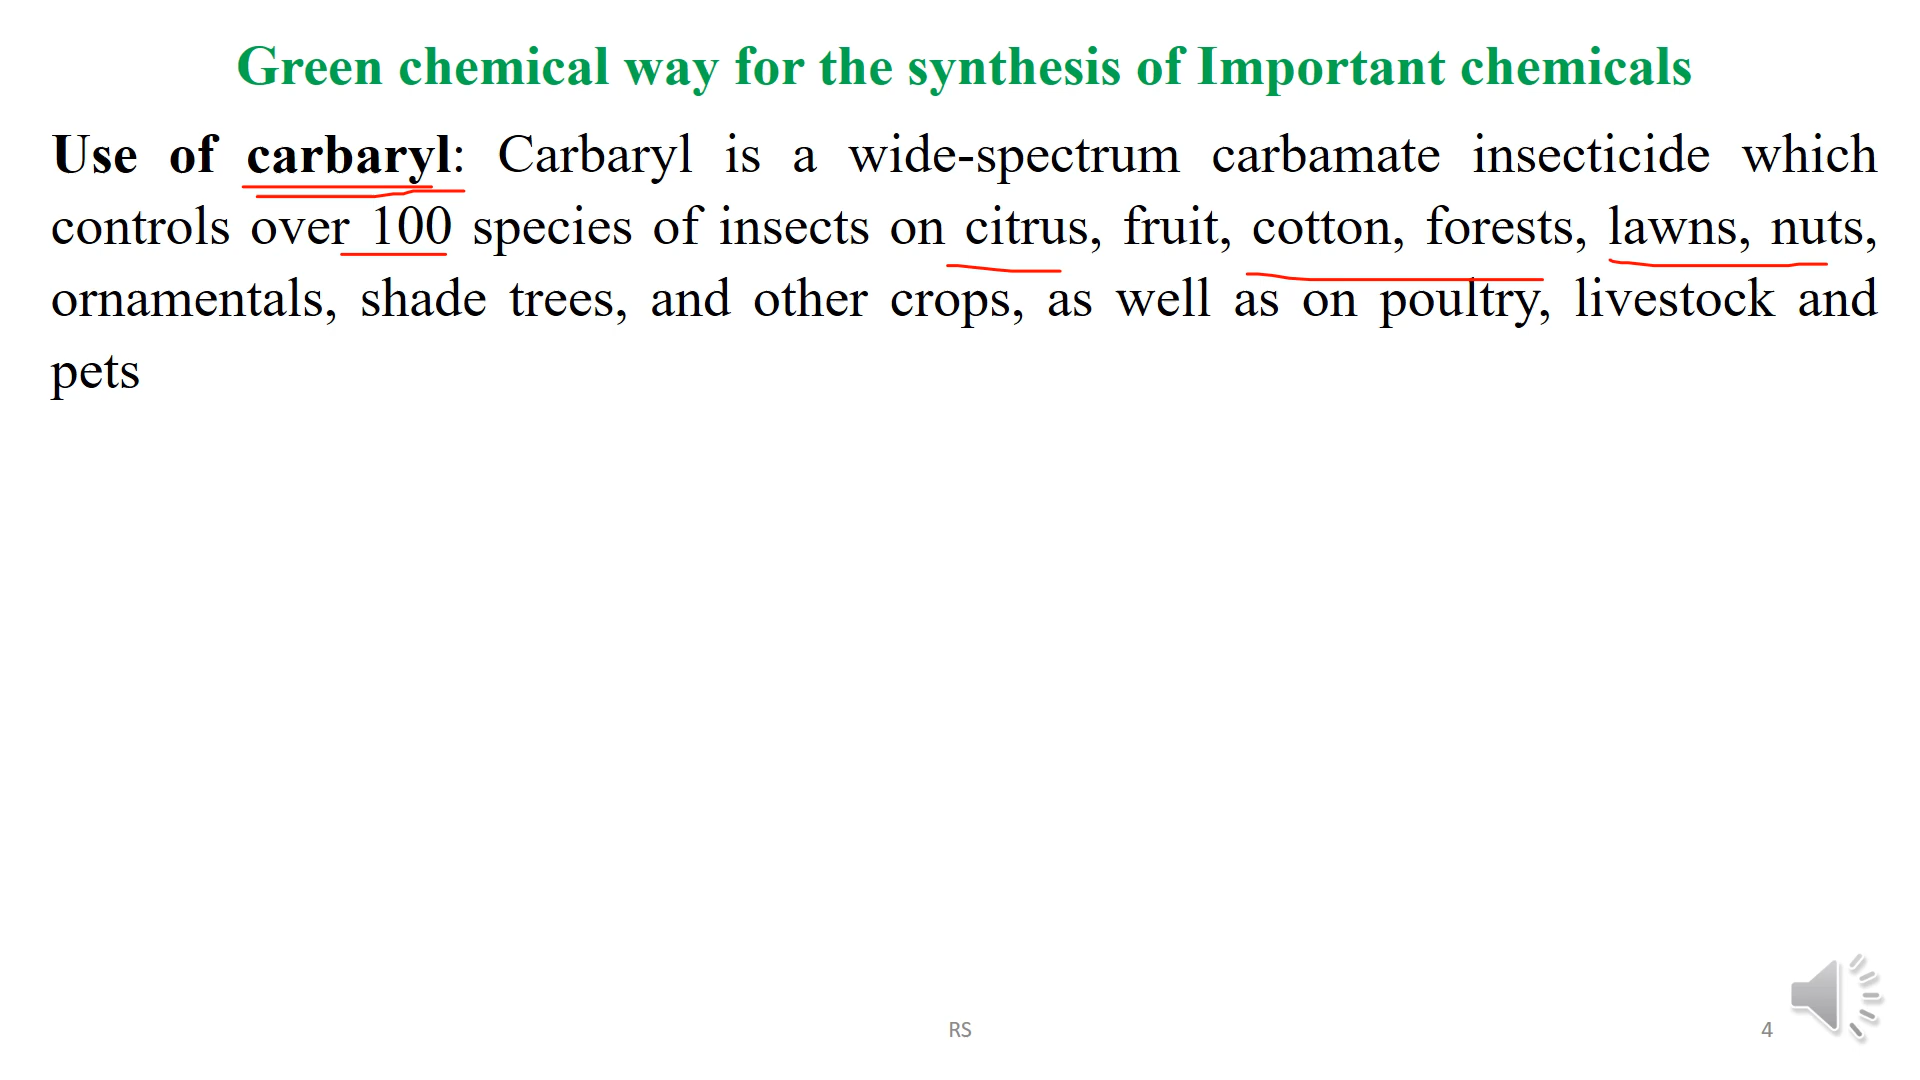 Green chemical way for the synthesis of Important chemicals
Use of carbaryl: Carbaryl is a wide-spectrum carbamate insecticide which
controls over 100 species of insects on citrus, fruit, cotton, forests, lawns, nuts,
ornamentals, shade trees, and other crops, as well as on poultry, livestock and
pets
RS
4